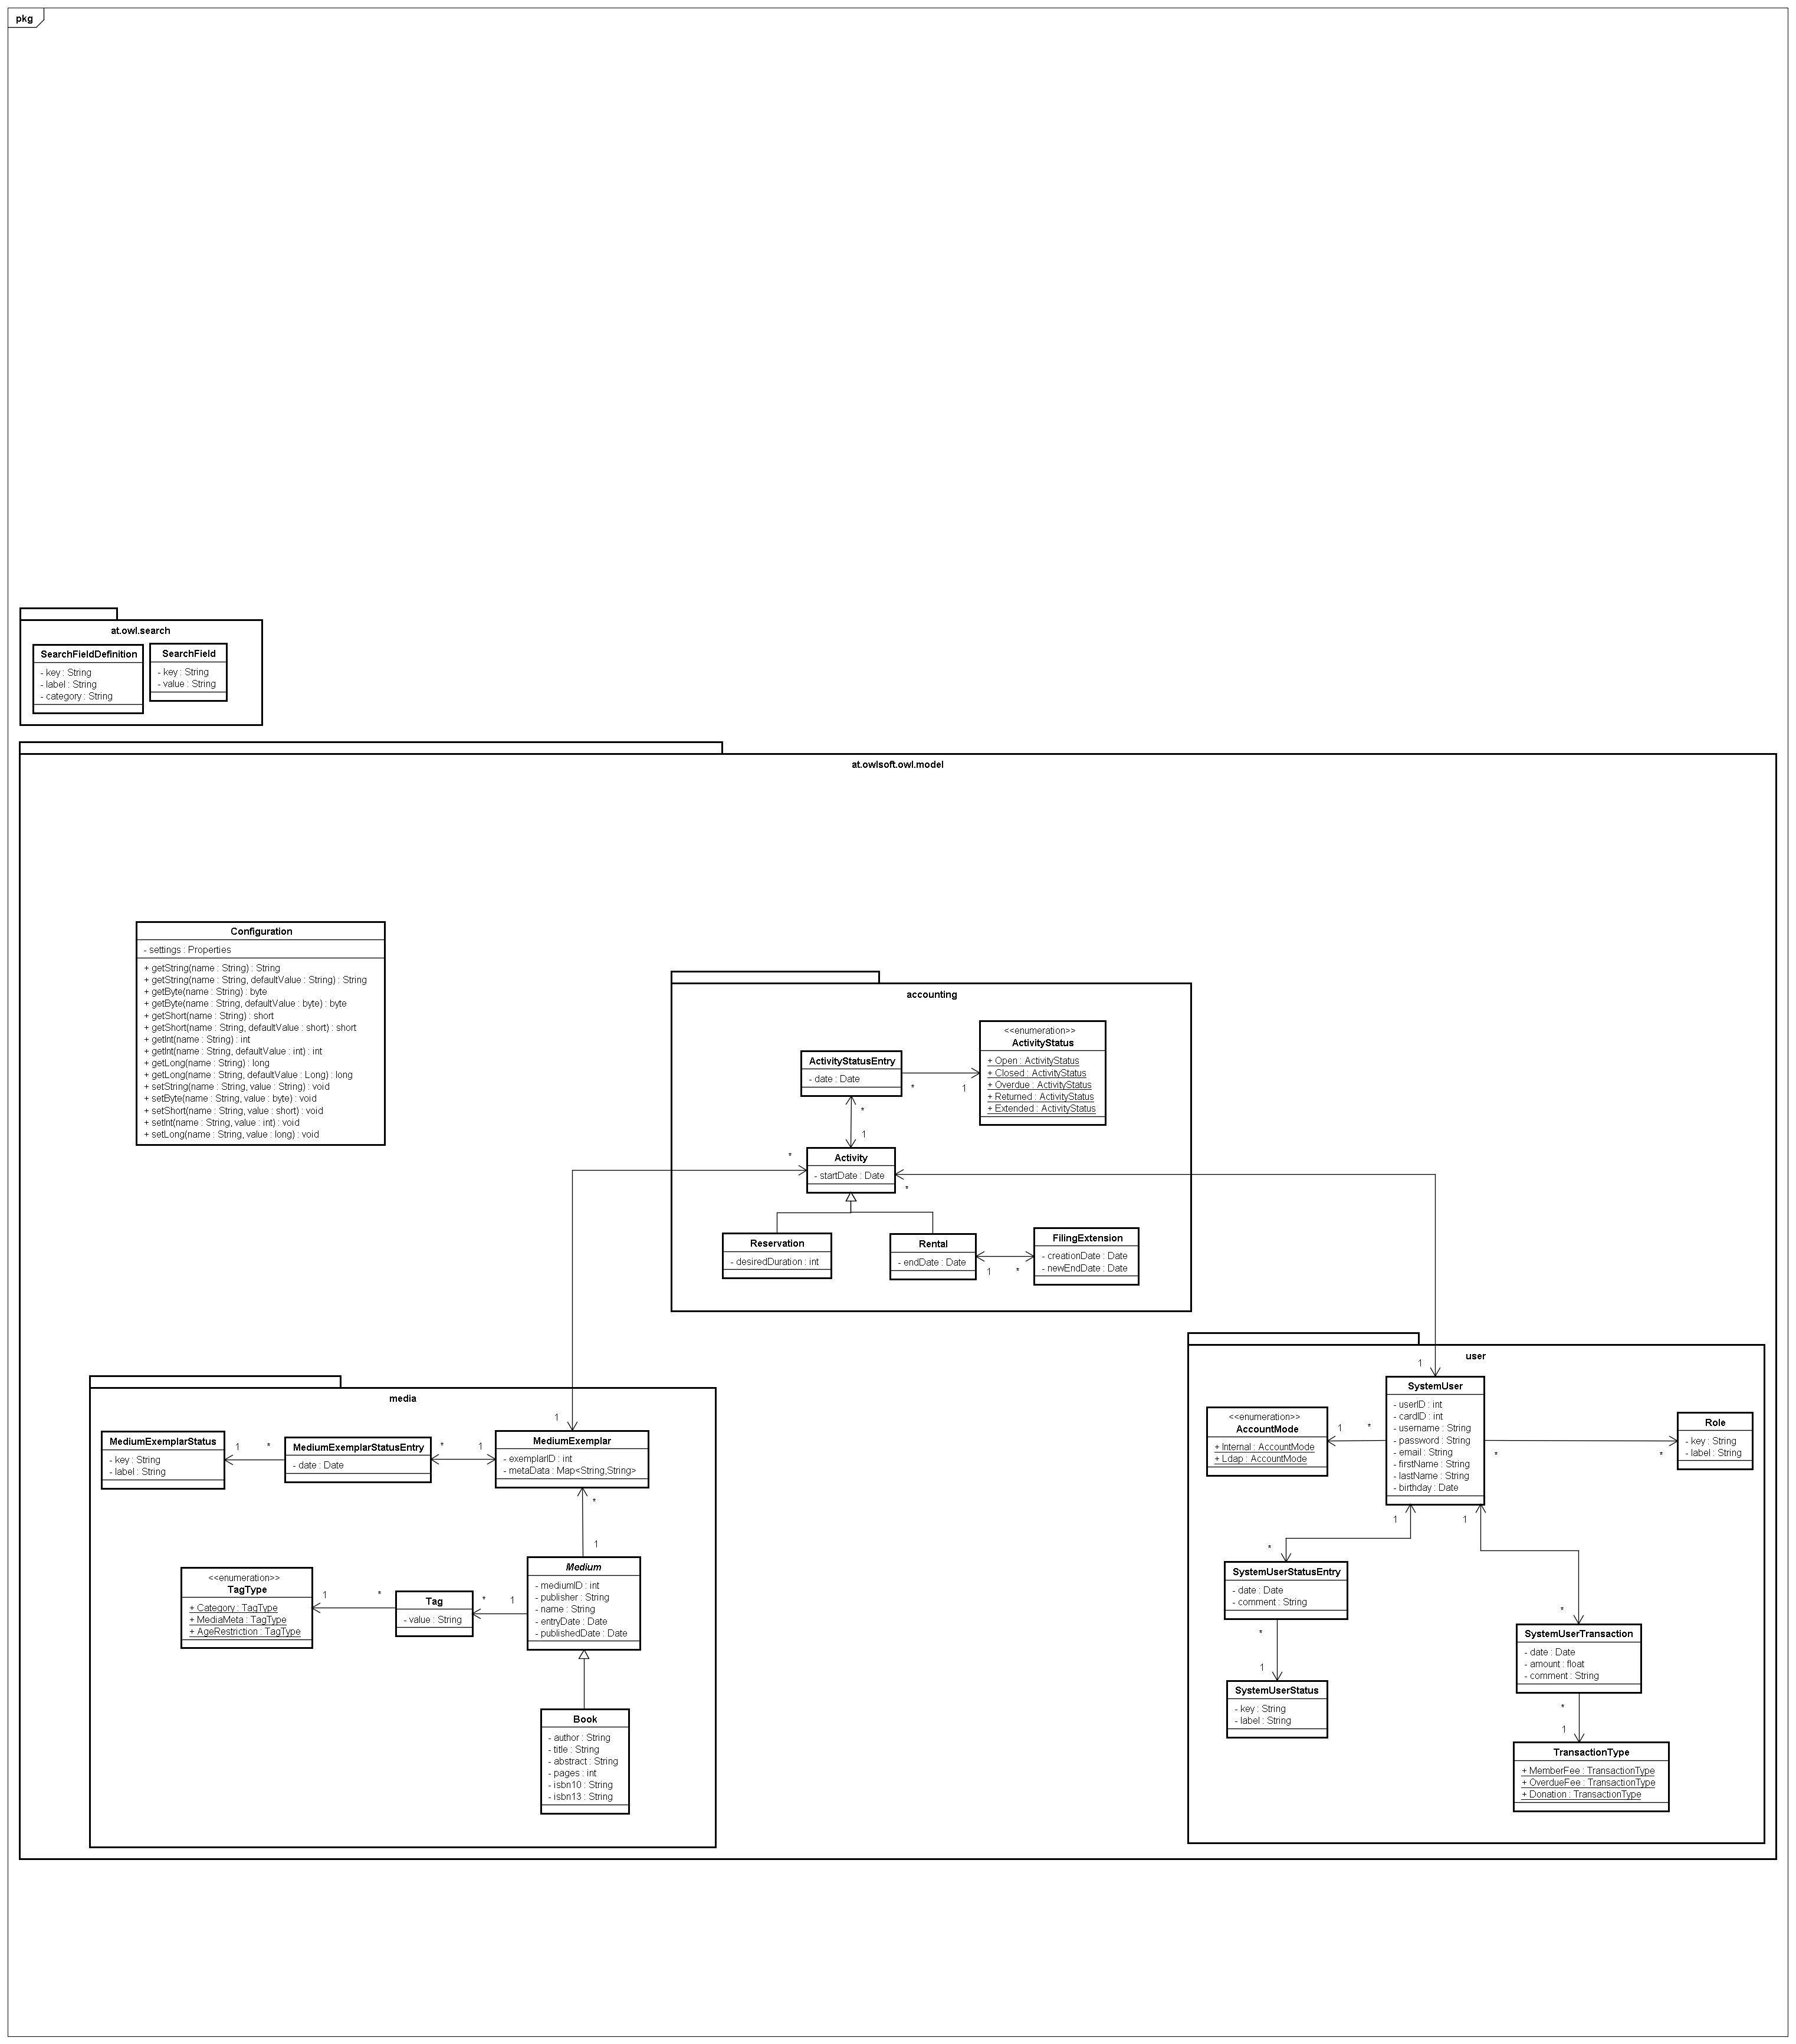 pkg
at.owl.search
SearchFieldDefinition
- key : String
- label : String
- category : String
SearchField
- key : String
- value : String
at.owlsoft.owl.model
Configuration
- settings : Properties
+ getString(name : String) : String
+ getString(name : String, defaultValue : String) : String
+ getByte(name : String) : byte
+ getByte(name : String, defaultValue : byte) : byte
+ getShort(name : String) : short
+ getShort(name : String, defaultValue : short) : short
+ getInt(name : String) : int
+ getInt(name : String, defaultValue : int) : int
+ getLong(name : String) : long
+ getLong(name : String, defaultValue : Long) : long
+ setString(name : String, value : String) : void
+ setByte(name : String, value : byte) : void
+ setShort(name : String, value : short) : void
+ setInt(name : String, value : int) : void
+ setLong(name : String, value : long) : void
accounting
ActivityStatusEntry
- date : Date
* 1
<<enumeration>>
ActivityStatus
+ Open : ActivityStatus
+ Closed : ActivityStatus
+ Overdue : ActivityStatus
+ Returned : ActivityStatus
+ Extended : ActivityStatus
*
1
*
Activity
- startDate : Date
*
Reservation
- desiredDuration : int
Rental
- endDate : Date
1 *
FilingExtension
- creationDate : Date
- newEndDate : Date
media
1
MediumExemplarStatus
- key : String
- label : String
1 *
MediumExemplarStatusEntry
- date : Date
* 1
MediumExemplar
- exemplarID : int
- metaData : Map<String,String>
*
1
<<enumeration>>
TagType
+ Category : TagType
+ MediaMeta : TagType
+ AgeRestriction : TagType
1 *
Tag
- value : String
* 1
Medium
- mediumID : int
- publisher : String
- name : String
- entryDate : Date
- publishedDate : Date
Book
- author : String
- title : String
- abstract : String
- pages : int
- isbn10 : String
- isbn13 : String
user
1
<<enumeration>>
AccountMode
+ Internal : AccountMode
+ Ldap : AccountMode
1 *
SystemUser
- userID : int
- cardID : int
- username : String
- password : String
- email : String
- firstName : String
- lastName : String
- birthday : Date
* *
Role
- key : String
- label : String
1 1
*
SystemUserStatusEntry
- date : Date
- comment : String
*
1
SystemUserStatus
- key : String
- label : String
*
SystemUserTransaction
- date : Date
- amount : float
- comment : String
*
1
TransactionType
+ MemberFee : TransactionType
+ OverdueFee : TransactionType
+ Donation : TransactionType